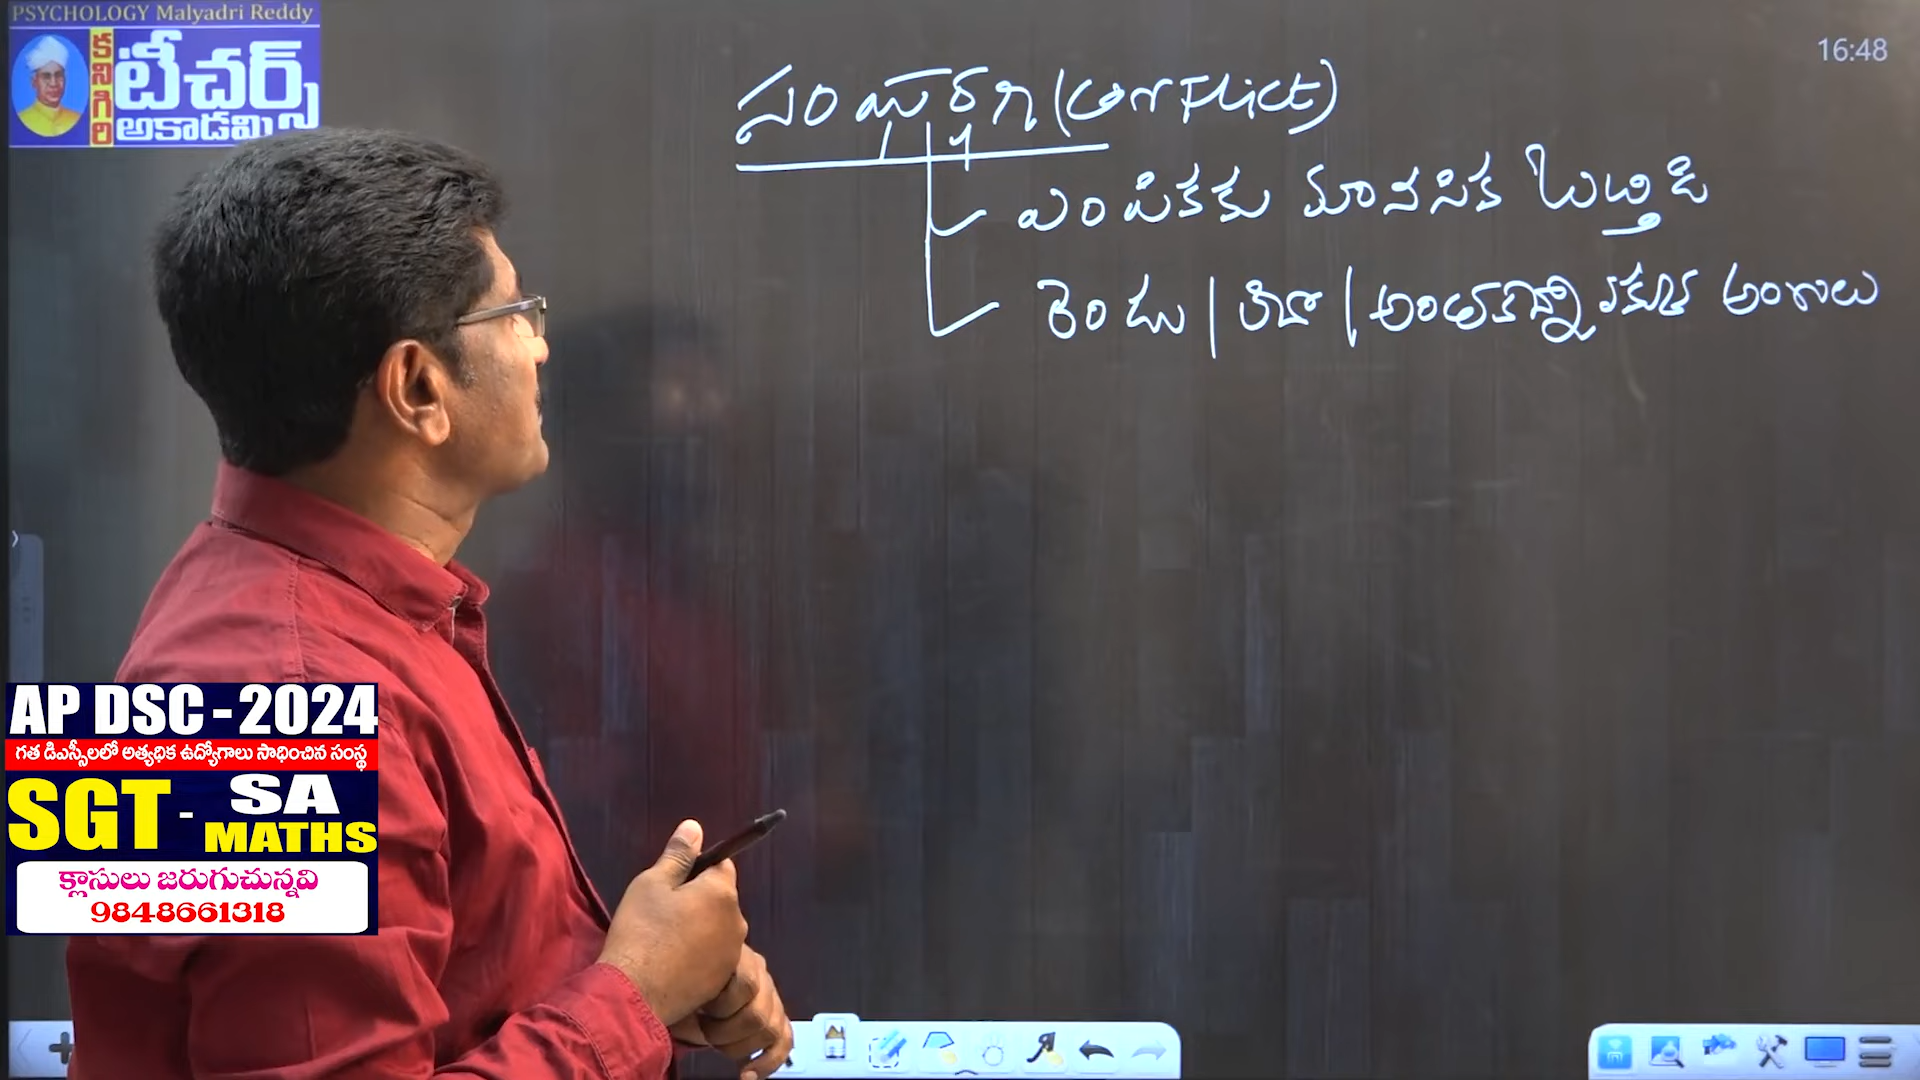 PSYCHOLOGY Malyadri Reddy
కనిగిరి
టీచర్స్
అకాడమి
16:48
సంఘర్షణ (ConFlict)
ఎంపికకు మానసిక ఒత్తిడి
రెండు | లేదా | అంతకన్నా ఎక్కువ అంశాలు
AP DSC-2024
గత డిఎస్సీలలో అత్యధిక ఉద్యోగాలు సాధించిన సంస్థ
SGT - SA
MATHS
క్లాసులు జరుగుచున్నవి
9848661318